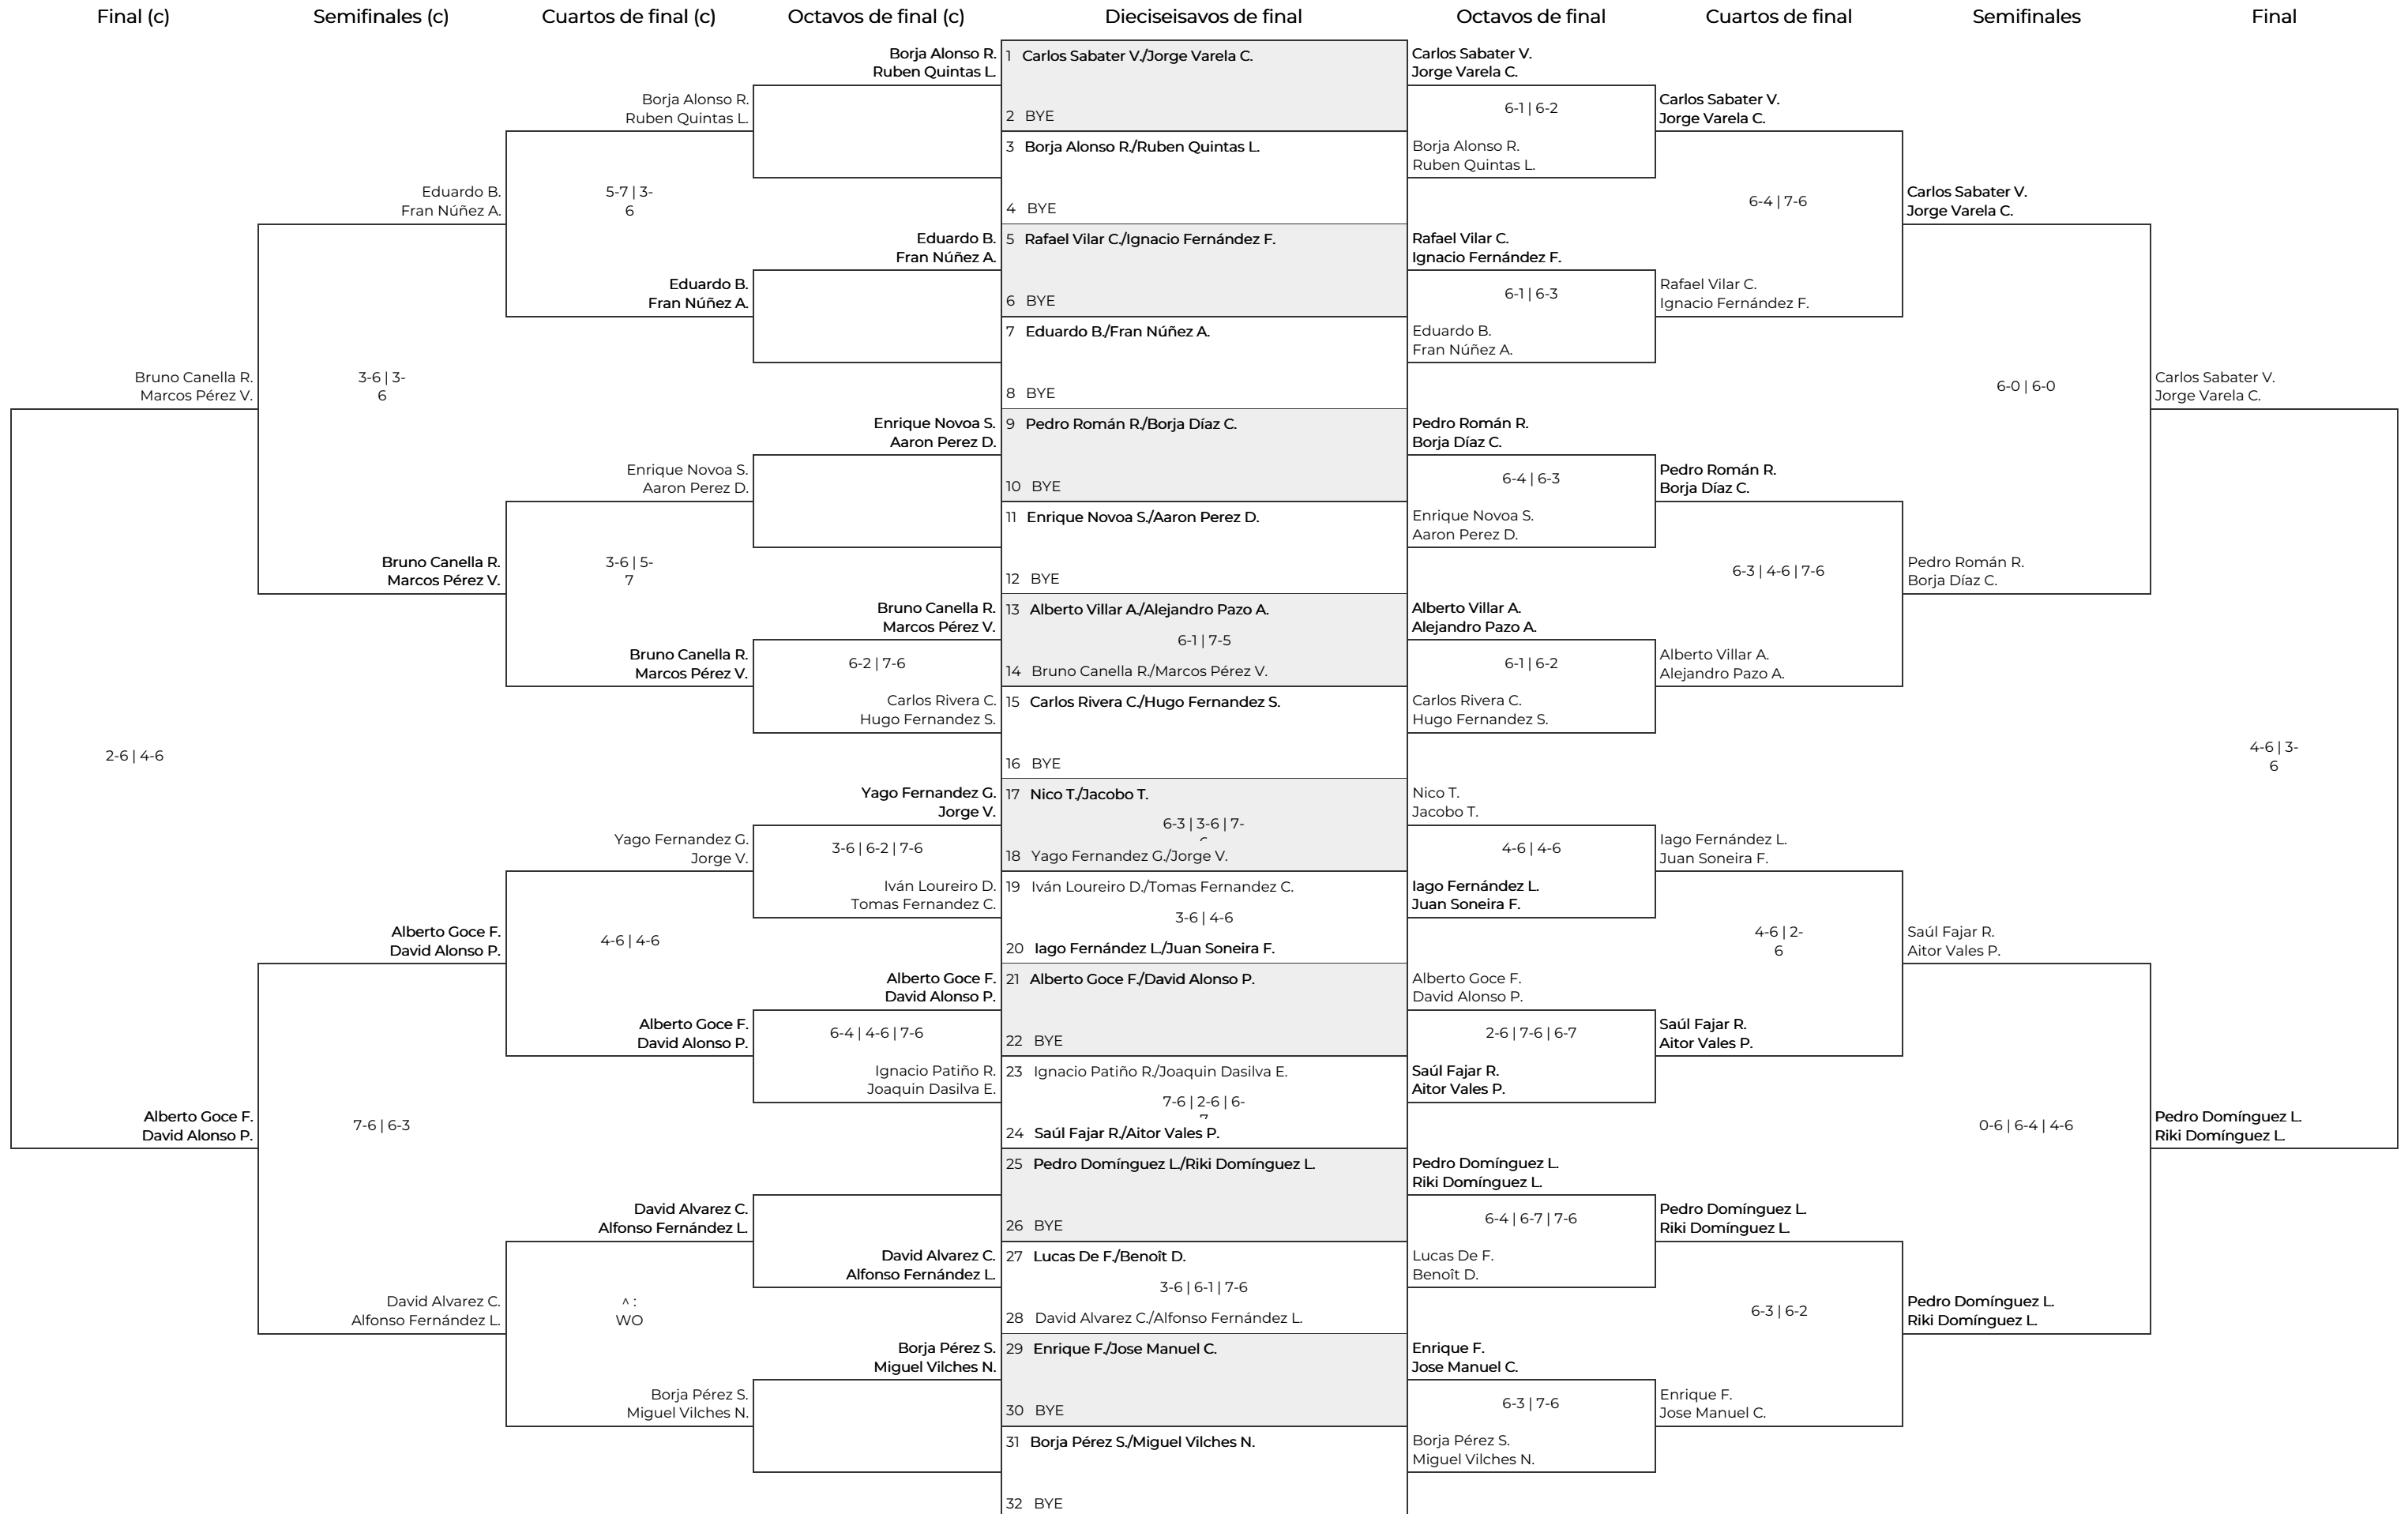 Final (c)
Semifinales (c)
Cuartos de final (c)
Octavos de final (c)
Dieciseisavos de final
Octavos de final
Cuartos de final
Semifinales
Final
Bruno Canella R.
Marcos Pérez V.
2-6 | 4-6
Alberto Goce F.
David Alonso P.
Eduardo B.
Fran Núñez A.
3-6 | 3-
6
Bruno Canella R.
Marcos Pérez V.
Alberto Goce F.
David Alonso P.
7-6 | 6-3
David Alvarez C.
Alfonso Fernández L.
Borja Alonso R.
Ruben Quintas L.
5-7 | 3-
6
Eduardo B.
Fran Núñez A.
Enrique Novoa S.
Aaron Perez D.
3-6 | 5-
7
Bruno Canella R.
Marcos Pérez V.
Yago Fernandez G.
Jorge V.
4-6 | 4-6
Alberto Goce F.
David Alonso P.
David Alvarez C.
Alfonso Fernández L.
^ :
WO
Borja Pérez S.
Miguel Vilches N.
Borja Alonso R.
Ruben Quintas L.
Eduardo B.
Fran Núñez A.
Enrique Novoa S.
Aaron Perez D.
Bruno Canella R.
Marcos Pérez V.
6-2 | 7-6
Carlos Rivera C.
Hugo Fernandez S.
Yago Fernandez G.
Jorge V.
3-6 | 6-2 | 7-6
Iván Loureiro D.
Tomas Fernandez C.
Alberto Goce F.
David Alonso P.
6-4 | 4-6 | 7-6
Ignacio Patiño R.
Joaquin Dasilva E.
David Alvarez C.
Alfonso Fernández L.
Borja Pérez S.
Miguel Vilches N.
1 Carlos Sabater V./Jorge Varela C.
2 BYE
3 Borja Alonso R./Ruben Quintas L.
4 BYE
5 Rafael Vilar C./Ignacio Fernández F.
6 BYE
7 Eduardo B./Fran Núñez A.
8 BYE
9 Pedro Román R./Borja Díaz C.
10 BYE
11 Enrique Novoa S./Aaron Perez D.
12 BYE
13 Alberto Villar A./Alejandro Pazo A.
6-1 | 7-5
14 Bruno Canella R./Marcos Pérez V.
15 Carlos Rivera C./Hugo Fernandez S.
16 BYE
17 Nico T./Jacobo T.
6-3 | 3-6 | 7-
18 Yago Fernandez G./Jorge V.
19 Iván Loureiro D./Tomas Fernandez C.
3-6 | 4-6
20 Iago Fernández L./Juan Soneira F.
21 Alberto Goce F./David Alonso P.
22 BYE
23 Ignacio Patiño R./Joaquin Dasilva E.
7-6 | 2-6 | 6-
24 Saúl Fajar R./Aitor Vales P.
25 Pedro Domínguez L./Riki Domínguez L.
26 BYE
27 Lucas De F./Benoît D.
3-6 | 6-1 | 7-6
28 David Alvarez C./Alfonso Fernández L.
29 Enrique F./Jose Manuel C.
30 BYE
31 Borja Pérez S./Miguel Vilches N.
32 BYE
Carlos Sabater V.
Jorge Varela C.
6-1 | 6-2
Borja Alonso R.
Ruben Quintas L.
Rafael Vilar C.
Ignacio Fernández F.
6-1 | 6-3
Eduardo B.
Fran Núñez A.
Pedro Román R.
Borja Díaz C.
6-4 | 6-3
Enrique Novoa S.
Aaron Perez D.
Alberto Villar A.
Alejandro Pazo A.
6-1 | 6-2
Carlos Rivera C.
Hugo Fernandez S.
Nico T.
Jacobo T.
4-6 | 4-6
Iago Fernández L.
Juan Soneira F.
Alberto Goce F.
David Alonso P.
2-6 | 7-6 | 6-7
Saúl Fajar R.
Aitor Vales P.
Pedro Domínguez L.
Riki Domínguez L.
6-4 | 6-7 | 7-6
Lucas De F.
Benoît D.
Enrique F.
Jose Manuel C.
6-3 | 7-6
Borja Pérez S.
Miguel Vilches N.
Carlos Sabater V.
Jorge Varela C.
6-4 | 7-6
Rafael Vilar C.
Ignacio Fernández F.
Pedro Román R.
Borja Díaz C.
6-3 | 4-6 | 7-6
Alberto Villar A.
Alejandro Pazo A.
Iago Fernández L.
Juan Soneira F.
4-6 | 2-
6
Saúl Fajar R.
Aitor Vales P.
Pedro Domínguez L.
Riki Domínguez L.
6-3 | 6-2
Enrique F.
Jose Manuel C.
Carlos Sabater V.
Jorge Varela C.
6-0 | 6-0
Pedro Román R.
Borja Díaz C.
Saúl Fajar R.
Aitor Vales P.
0-6 | 6-4 | 4-6
Pedro Domínguez L.
Riki Domínguez L.
Carlos Sabater V.
Jorge Varela C.
4-6 | 3-
6
Pedro Domínguez L.
Riki Domínguez L.